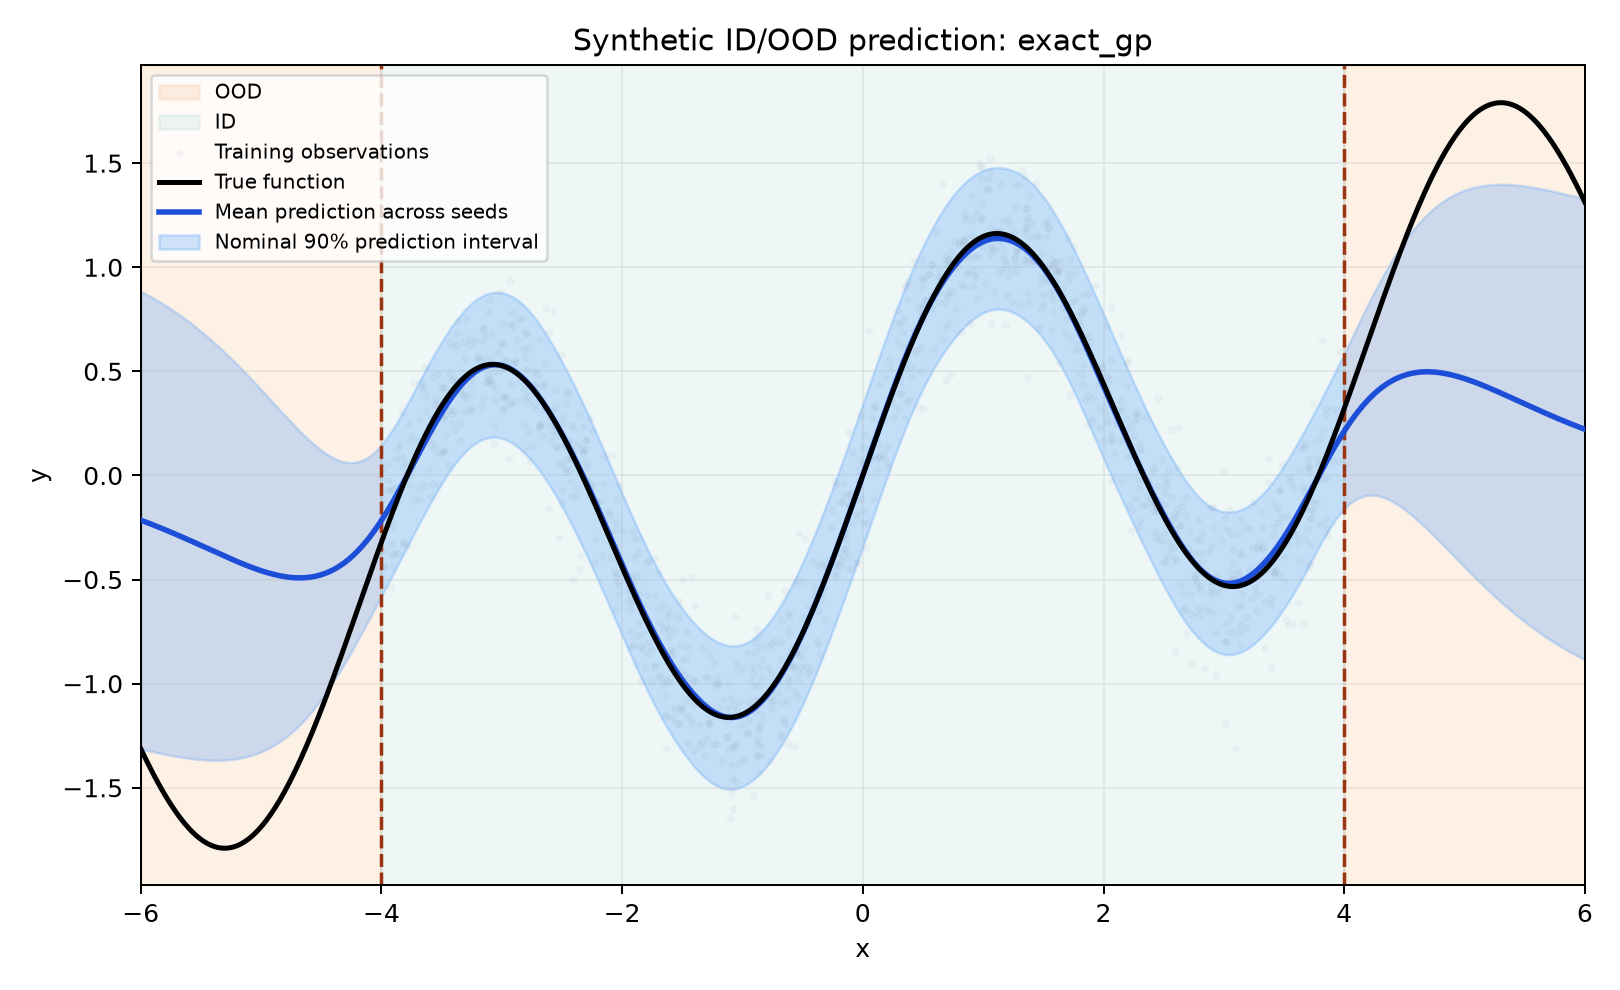 Synthetic ID/OOD prediction: exact_gp
OOD
ID
Training observations
True function
Mean prediction across seeds
Nominal 90% prediction interval
y
1.5
1.0
0.5
0.0
−0.5
−1.0
−1.5
−6 −4 −2 0 2 4 6
x